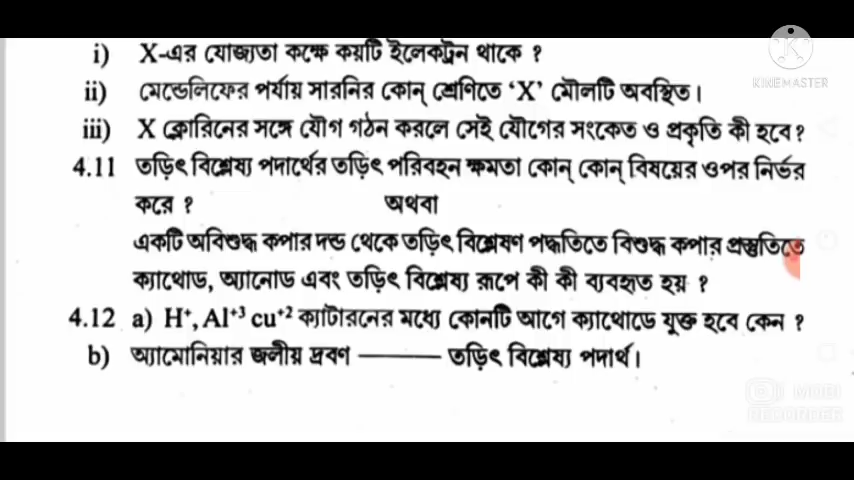 i) X-এর যোজ্যতা কক্ষে কয়টি ইলেকট্রন থাকে ?
KINEMASTER
ii) মেন্ডেলিফের পর্যায় সারনির কোন্ শ্রেণিতে ‘X’ মৌলটি অবস্থিত।
iii) X ক্লোরিনের সঙ্গে যৌগ গঠন করলে সেই যৌগের সংকেত ও প্রকৃতি কী হবে ?
4.11 তড়িৎ বিশ্লেষ্য পদার্থের তড়িৎ পরিবহন ক্ষমতা কোন্ কোন্ বিষয়ের ওপর নির্ভর
করে ? অথবা
একটি অবিশুদ্ধ কপার দন্ড থেকে তড়িৎ বিশ্লেষণ পদ্ধতিতে বিশুদ্ধ কপার প্রস্তুতিতে
ক্যাথোড, অ্যানোড এবং তড়িৎ বিশ্লেষ্য রূপে কী কী ব্যবহৃত হয় ?
4.12 a) H⁺, Al⁺³ cu⁺² ক্যাটারনের মধ্যে কোনটি আগে ক্যাথোডে যুক্ত হবে কেন ?
b) অ্যামোনিয়ার জলীয় দ্রবণ ———— তড়িৎ বিশ্লেষ্য পদার্থ।
MOBI
RECORDER